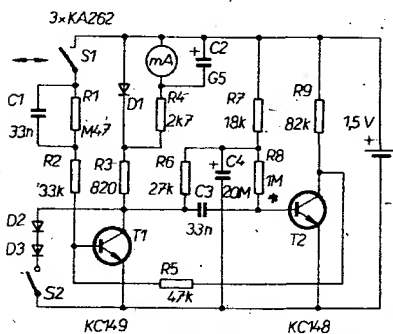 3×KA262
S1
mA
C2
G5
C1
33n
R1
M47
D1
R4
2k7
R7
18k
R9
82k
1,5 V
R2
33k
R3
820
R6
27k
C4
20M
R8
1M
C3
33n
*
D2
D3
T1
T2
R5
47k
S2
KC149
KC148